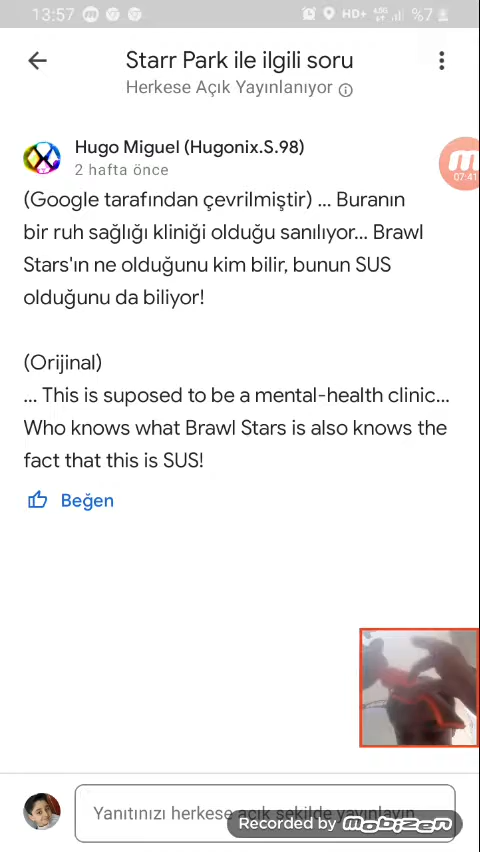 13:57 HD+ %7
Starr Park ile ilgili soru
Herkese Açık Yayınlanıyor
Hugo Miguel (Hugonix.S.98)
2 hafta önce
07:41
(Google tarafından çevrilmiştir) ... Buranın
bir ruh sağlığı kliniği olduğu sanılıyor... Brawl
Stars'ın ne olduğunu kim bilir, bunun SUS
olduğunu da biliyor!
(Orijinal)
... This is suposed to be a mental-health clinic...
Who knows what Brawl Stars is also knows the
fact that this is SUS!
Beğen
Yanıtınızı herkese açık şekilde yayınlayın
Recorded by mobizen